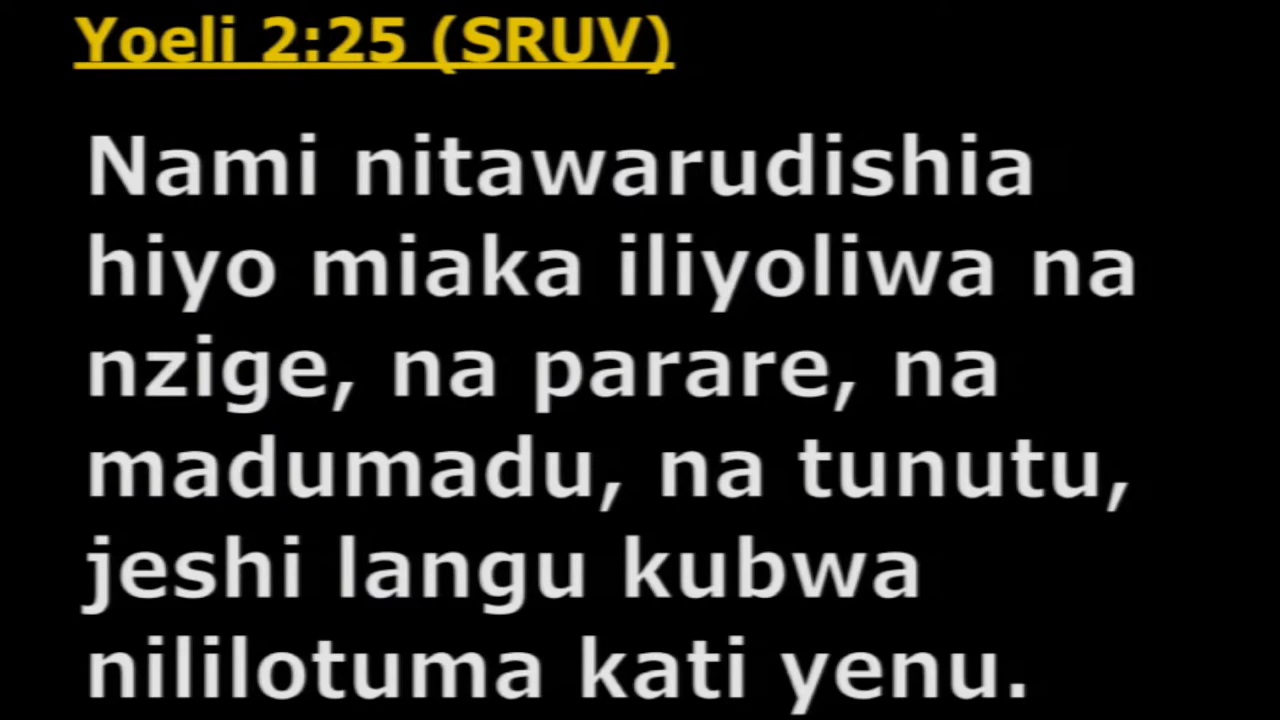 Yoeli 2:25 (SRUV)
Nami nitawarudishia
hiyo miaka iliyoliwa na
nzige, na parare, na
madumadu, na tunutu,
jeshi langu kubwa
nililotuma kati yenu.